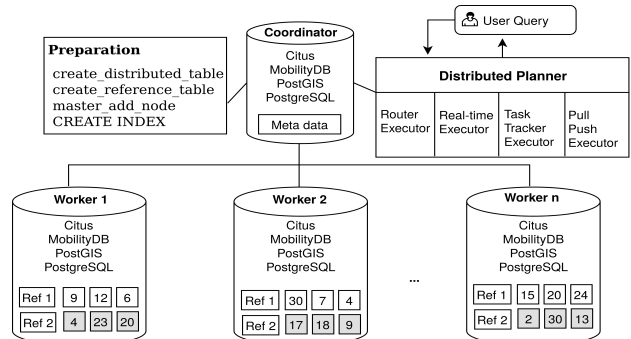 User Query
Coordinator
Citus
MobilityDB
PostGIS
PostgreSQL
Meta data
Preparation
create_distributed_table
create_reference_table
master_add_node
CREATE INDEX
Distributed Planner
Router
Executor
Real-time
Executor
Task
Tracker
Executor
Pull
Push
Executor
Worker 1
Citus
MobilityDB
PostGIS
PostgreSQL
Ref 1 9 12 6
Ref 2 4 23 20
Worker 2
Citus
MobilityDB
PostGIS
PostgreSQL
Ref 1 30 7 4
Ref 2 17 18 9
...
Worker n
Citus
MobilityDB
PostGIS
PostgreSQL
Ref 1 15 20 24
Ref 2 2 30 13